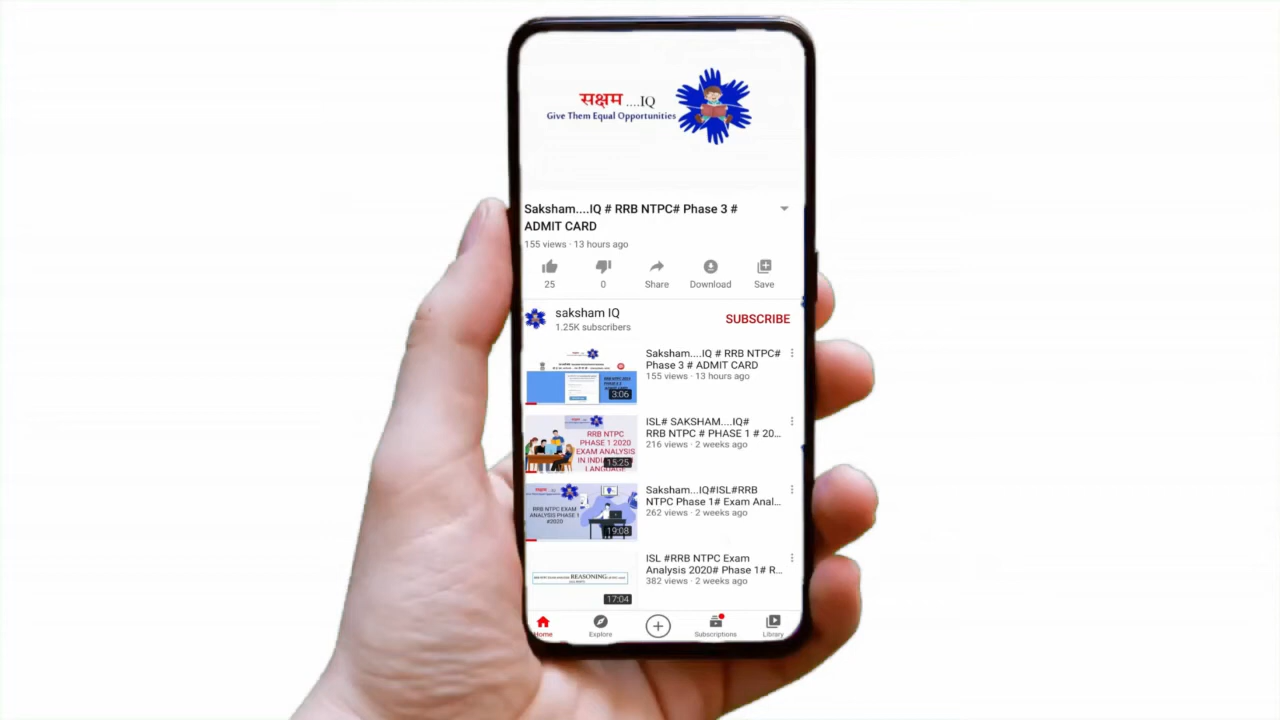 सक्षम ....IQ
Give Them Equal Opportunities
Saksham....IQ # RRB NTPC# Phase 3 #
ADMIT CARD
155 views · 13 hours ago
25
0
Share
Download
Save
saksham IQ
1.25K subscribers
SUBSCRIBE
Saksham....IQ # RRB NTPC#
Phase 3 # ADMIT CARD
155 views · 13 hours ago
3:06
ISL# SAKSHAM....IQ#
RRB NTPC # PHASE 1 # 20...
216 views · 2 weeks ago
RRB NTPC
PHASE 1 2020
EXAM ANALYSIS
IN
LANGUAGE
15:25
Saksham...IQ#ISL#RRB
NTPC Phase 1# Exam Anal...
262 views · 2 weeks ago
RRB NTPC EXAM
ANALYSIS PHASE 1
#2020
19:08
ISL #RRB NTPC Exam
Analysis 2020# Phase 1# R...
382 views · 2 weeks ago
REASONING
17:04
Home
Explore
Subscriptions
Library